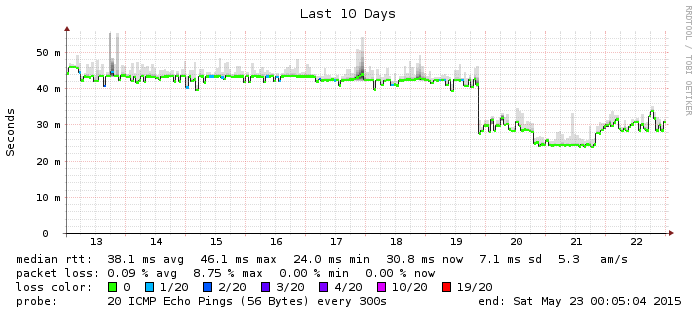 Last 10 Days
RRDTOOL / TOBI OETIKER
Seconds
50 m
40 m
30 m
20 m
10 m
0
13 14 15 16 17 18 19 20 21 22
median rtt: 38.1 ms avg 46.1 ms max 24.0 ms min 30.8 ms now 7.1 ms sd 5.3 am/s
packet loss: 0.09 % avg 8.75 % max 0.00 % min 0.00 % now
loss color: 0 1/20 2/20 3/20 4/20 10/20 19/20
probe: 20 ICMP Echo Pings (56 Bytes) every 300s end: Sat May 23 00:05:04 2015